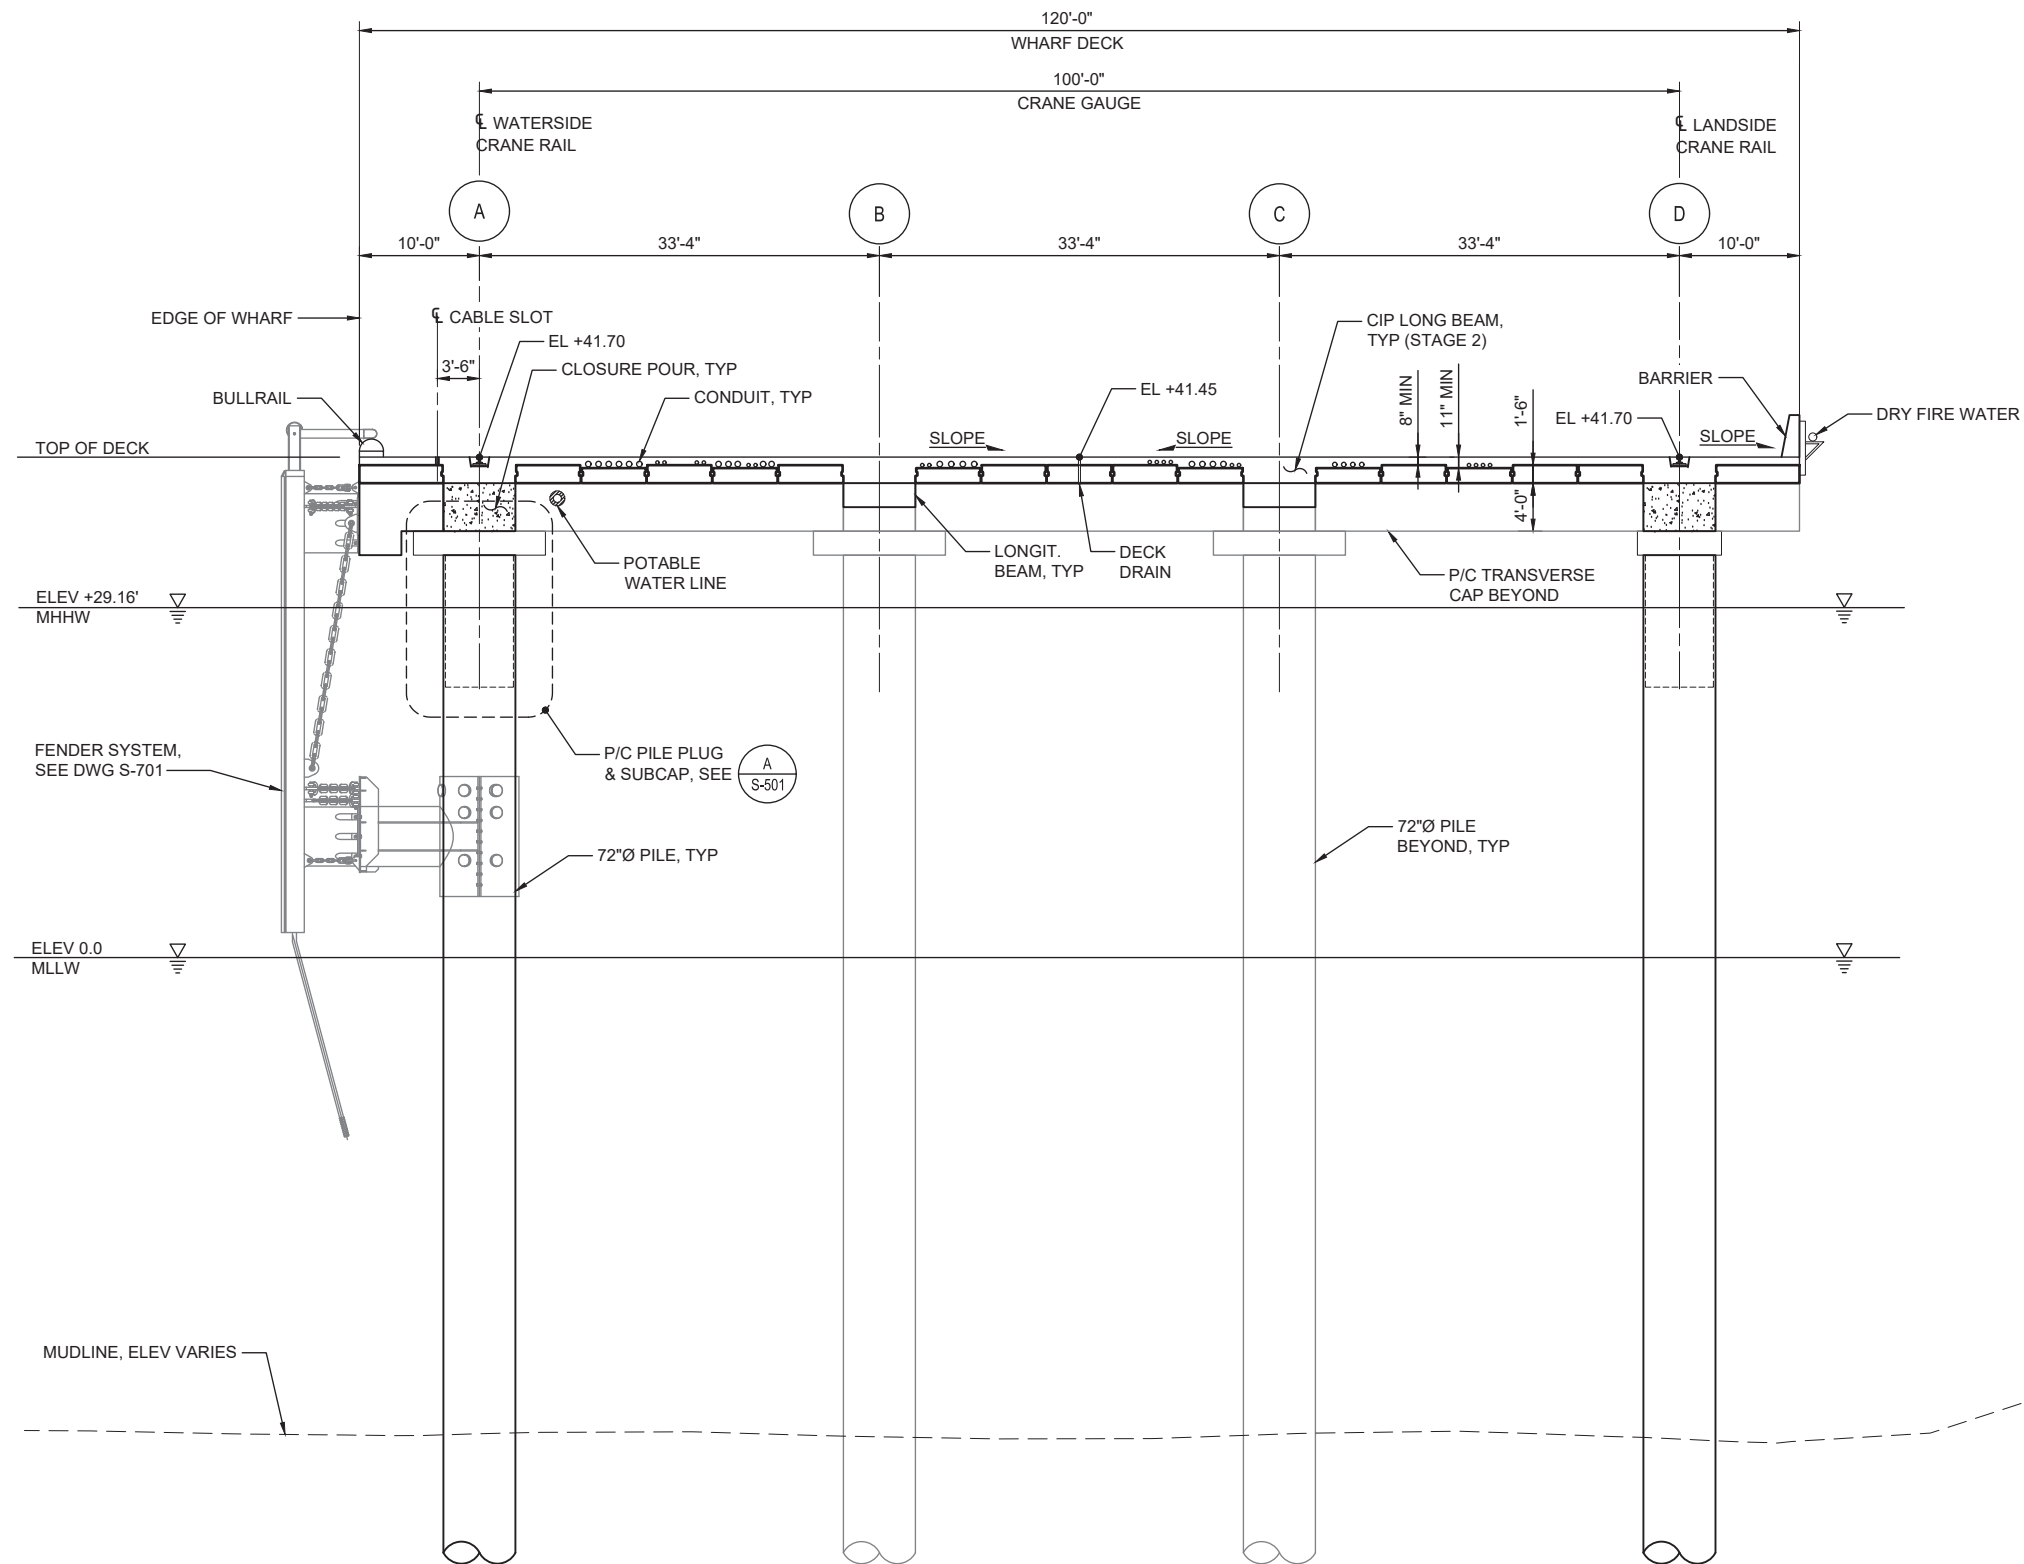 120'-0"
WHARF DECK
100'-0"
CRANE GAUGE
℄ WATERSIDE
CRANE RAIL
℄ LANDSIDE
CRANE RAIL
A
B
C
D
10'-0"
33'-4"
33'-4"
33'-4"
10'-0"
EDGE OF WHARF
℄ CABLE SLOT
EL +41.70
3'-6"
CLOSURE POUR, TYP
CONDUIT, TYP
BULLRAIL
TOP OF DECK
CIP LONG BEAM,
TYP (STAGE 2)
EL +41.45
8" MIN
11" MIN
1'-6"
4'-0"
BARRIER
EL +41.70
DRY FIRE WATER
SLOPE
SLOPE
SLOPE
POTABLE
WATER LINE
LONGIT.
BEAM, TYP
DECK
DRAIN
P/C TRANSVERSE
CAP BEYOND
ELEV +29.16'
MHHW
FENDER SYSTEM,
SEE DWG S-701
P/C PILE PLUG
& SUBCAP, SEE
A
S-501
72"Ø PILE, TYP
72"Ø PILE
BEYOND, TYP
ELEV 0.0
MLLW
MUDLINE, ELEV VARIES